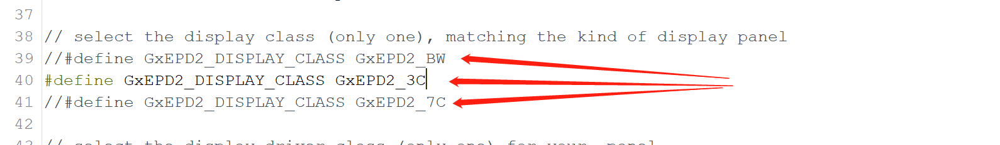 37
38 // select the display class (only one), matching the kind of display panel
39 //#define GxEPD2_DISPLAY_CLASS GxEPD2_BW
40 #define GxEPD2_DISPLAY_CLASS GxEPD2_3C
41 //#define GxEPD2_DISPLAY_CLASS GxEPD2_7C
42
43 // select the display driver class (only one) for your panel